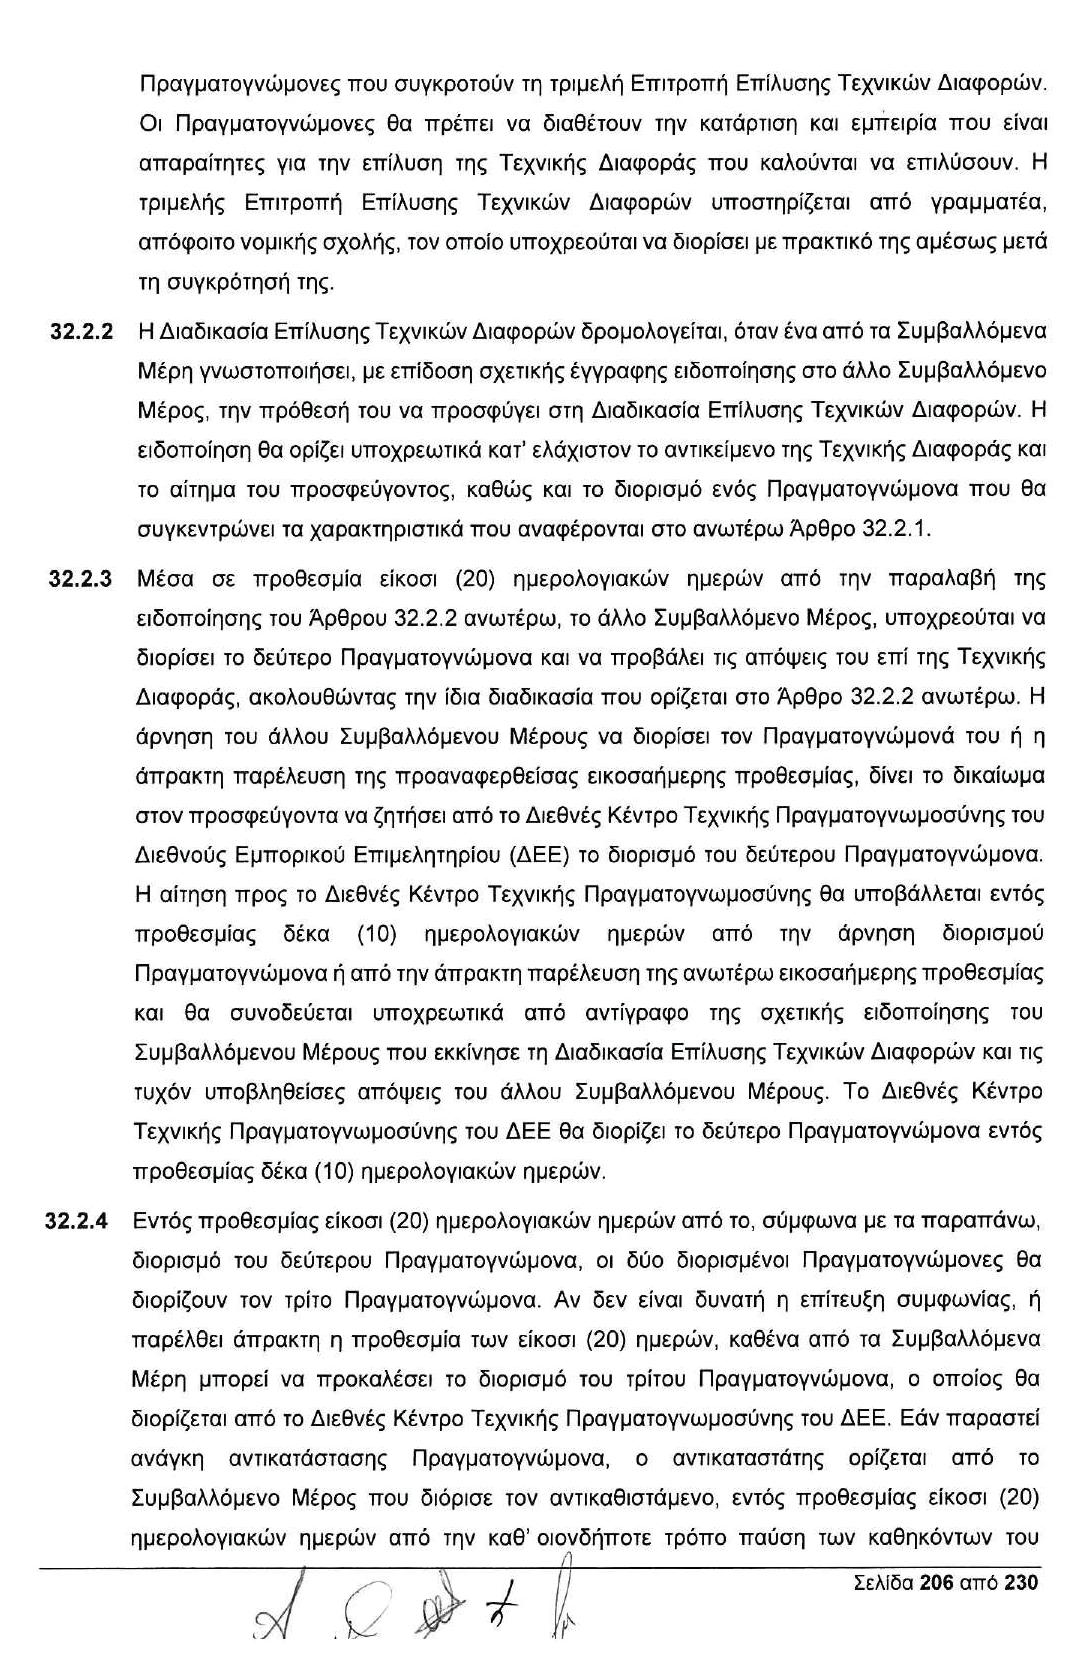 Πραγματογνώμονες που συγκροτούν τη τριμελή Επιτροπή Επίλυσης Τεχνικών Διαφορών.
Οι Πραγματογνώμονες θα πρέπει να διαθέτουν την κατάρτιση και εμπειρία που είναι
απαραίτητες για την επίλυση της Τεχνικής Διαφοράς που καλούνται να επιλύσουν. Η
τριμελής Επιτροπή Επίλυσης Τεχνικών Διαφορών υποστηρίζεται από γραμματέα,
απόφοιτο νομικής σχολής, τον οποίο υποχρεούται να διορίσει με πρακτικό της αμέσως μετά
τη συγκρότησή της.
32.2.2 Η Διαδικασία Επίλυσης Τεχνικών Διαφορών δρομολογείται, όταν ένα από τα Συμβαλλόμενα
Μέρη γνωστοποιήσει, με επίδοση σχετικής έγγραφης ειδοποίησης στο άλλο Συμβαλλόμενο
Μέρος, την πρόθεσή του να προσφύγει στη Διαδικασία Επίλυσης Τεχνικών Διαφορών. Η
ειδοποίηση θα ορίζει υποχρεωτικά κατ' ελάχιστον το αντικείμενο της Τεχνικής Διαφοράς και
το αίτημα του προσφεύγοντος, καθώς και το διορισμό ενός Πραγματογνώμονα που θα
συγκεντρώνει τα χαρακτηριστικά που αναφέρονται στο ανωτέρω Άρθρο 32.2.1.
32.2.3 Μέσα σε προθεσμία είκοσι (20) ημερολογιακών ημερών από την παραλαβή της
ειδοποίησης του Άρθρου 32.2.2 ανωτέρω, το άλλο Συμβαλλόμενο Μέρος, υποχρεούται να
διορίσει το δεύτερο Πραγματογνώμονα και να προβάλει τις απόψεις του επί της Τεχνικής
Διαφοράς, ακολουθώντας την ίδια διαδικασία που ορίζεται στο Άρθρο 32.2.2 ανωτέρω. Η
άρνηση του άλλου Συμβαλλόμενου Μέρους να διορίσει τον Πραγματογνώμονά του ή η
άπρακτη παρέλευση της προαναφερθείσας εικοσαήμερης προθεσμίας, δίνει το δικαίωμα
στον προσφεύγοντα να ζητήσει από το Διεθνές Κέντρο Τεχνικής Πραγματογνωμοσύνης του
Διεθνούς Εμπορικού Επιμελητηρίου (ΔΕΕ) το διορισμό του δεύτερου Πραγματογνώμονα.
Η αίτηση προς το Διεθνές Κέντρο Τεχνικής Πραγματογνωμοσύνης θα υποβάλλεται εντός
προθεσμίας δέκα (10) ημερολογιακών ημερών από την άρνηση διορισμού
Πραγματογνώμονα ή από την άπρακτη παρέλευση της ανωτέρω εικοσαήμερης προθεσμίας
και θα συνοδεύεται υποχρεωτικά από αντίγραφο της σχετικής ειδοποίησης του
Συμβαλλόμενου Μέρους που εκκίνησε τη Διαδικασία Επίλυσης Τεχνικών Διαφορών και τις
τυχόν υποβληθείσες απόψεις του άλλου Συμβαλλόμενου Μέρους. Το Διεθνές Κέντρο
Τεχνικής Πραγματογνωμοσύνης του ΔΕΕ θα διορίζει το δεύτερο Πραγματογνώμονα εντός
προθεσμίας δέκα (10) ημερολογιακών ημερών.
32.2.4 Εντός προθεσμίας είκοσι (20) ημερολογιακών ημερών από το, σύμφωνα με τα παραπάνω,
διορισμό του δεύτερου Πραγματογνώμονα, οι δύο διορισμένοι Πραγματογνώμονες θα
διορίζουν τον τρίτο Πραγματογνώμονα. Αν δεν είναι δυνατή η επίτευξη συμφωνίας, ή
παρέλθει άπρακτη η προθεσμία των είκοσι (20) ημερών, καθένα από τα Συμβαλλόμενα
Μέρη μπορεί να προκαλέσει το διορισμό του τρίτου Πραγματογνώμονα, ο οποίος θα
διορίζεται από το Διεθνές Κέντρο Τεχνικής Πραγματογνωμοσύνης του ΔΕΕ. Εάν παραστεί
ανάγκη αντικατάστασης Πραγματογνώμονα, ο αντικαταστάτης ορίζεται από το
Συμβαλλόμενο Μέρος που διόρισε τον αντικαθιστάμενο, εντός προθεσμίας είκοσι (20)
ημερολογιακών ημερών από την καθ' οιονδήποτε τρόπο παύση των καθηκόντων του
Σελίδα 206 από 230